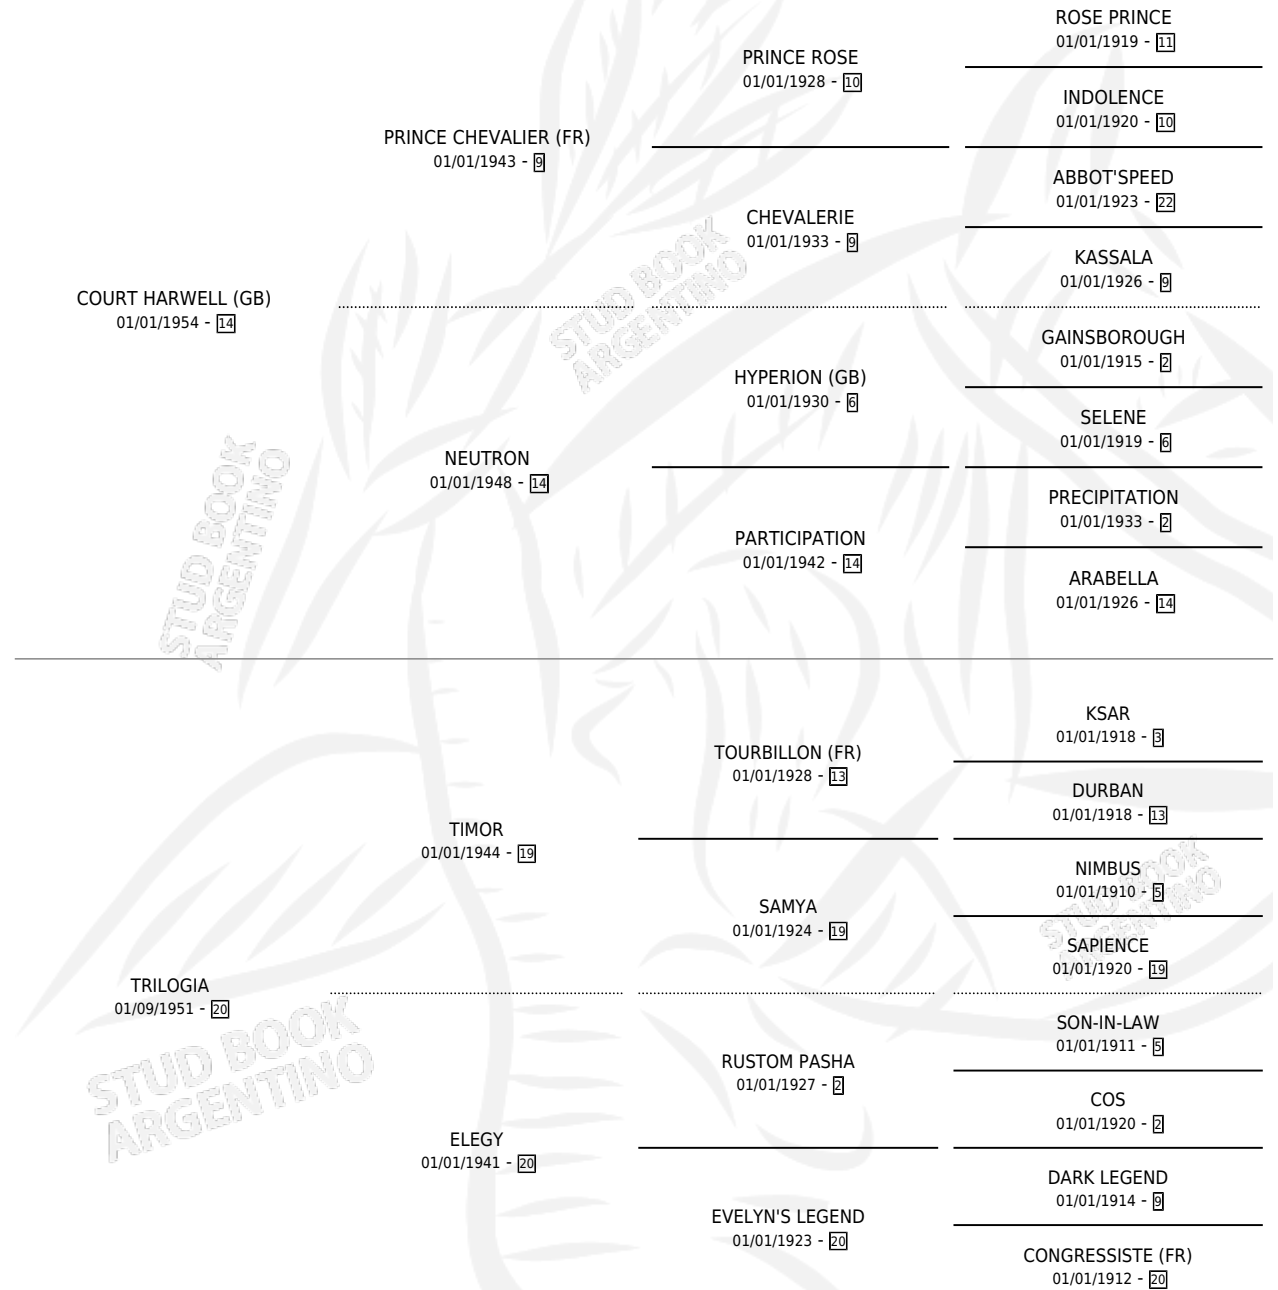 ROSE PRINCE
01/01/1919 - 11
PRINCE ROSE
01/01/1928 - 10
INDOLENCE
01/01/1920 - 10
PRINCE CHEVALIER (FR)
01/01/1943 - 9
ABBOT'SPEED
01/01/1923 - 22
CHEVALERIE
01/01/1933 - 9
KASSALA
01/01/1926 - 9
COURT HARWELL (GB)
01/01/1954 - 14
STUD BOOK
ARGENTINO
GAINSBOROUGH
01/01/1915 - 2
HYPERION (GB)
01/01/1930 - 6
SELENE
01/01/1919 - 6
NEUTRON
01/01/1948 - 14
PRECIPITATION
01/01/1933 - 2
PARTICIPATION
01/01/1942 - 14
ARABELLA
01/01/1926 - 14
STUD BOOK
ARGENTINO
KSAR
01/01/1918 - 3
TOURBILLON (FR)
01/01/1928 - 13
DURBAN
01/01/1918 - 13
TIMOR
01/01/1944 - 19
NIMBUS
01/01/1910 - 5
SAMYA
01/01/1924 - 19
SAPIENCE
01/01/1920 - 19
STUD BOOK
ARGENTINO
TRILOGIA
01/09/1951 - 20
SON-IN-LAW
01/01/1911 - 5
RUSTOM PASHA
01/01/1927 - 2
COS
01/01/1920 - 2
STUD BOOK
ARGENTINO
ELEGY
01/01/1941 - 20
DARK LEGEND
01/01/1914 - 9
EVELYN'S LEGEND
01/01/1923 - 20
CONGRESSISTE (FR)
01/01/1912 - 20